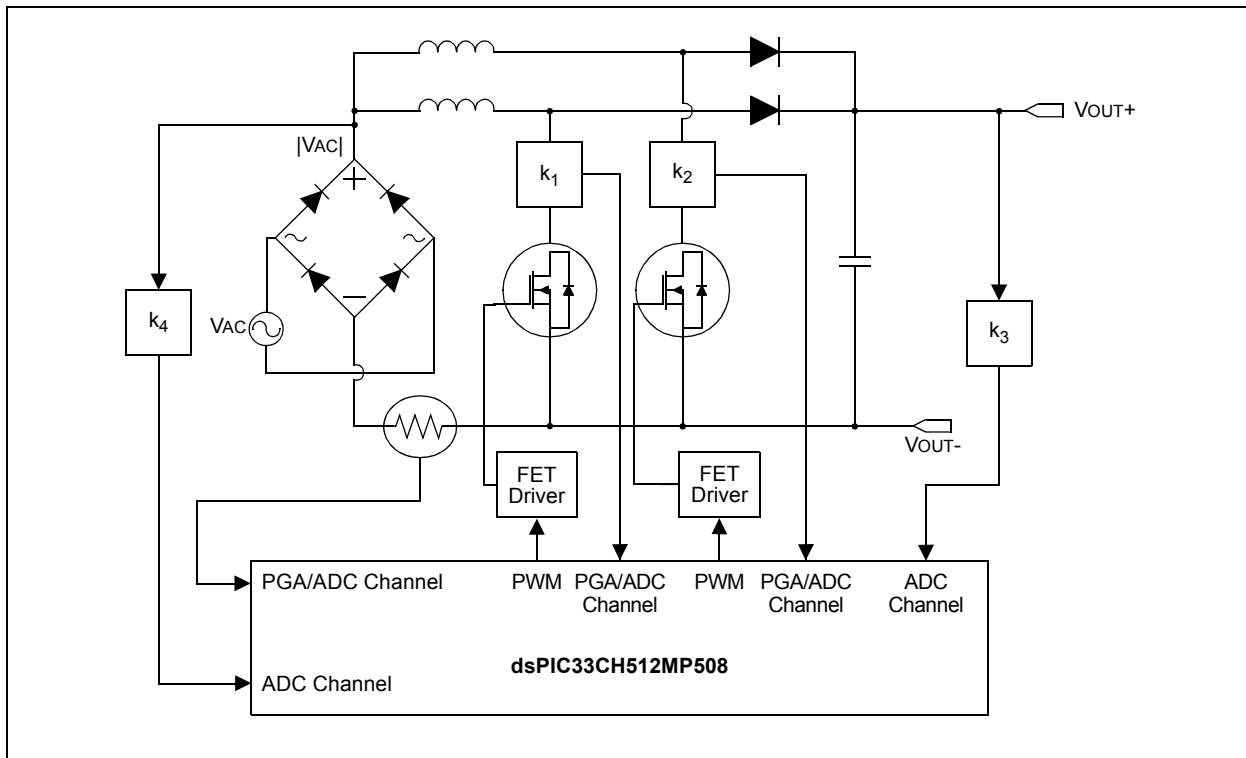 VOUT+
|VAC|
k1
k2
k4
VAC
k3
VOUT-
FET
Driver
FET
Driver
PGA/ADC Channel
PWM
PGA/ADC
Channel
PWM
PGA/ADC
Channel
ADC
Channel
dsPIC33CH512MP508
ADC Channel